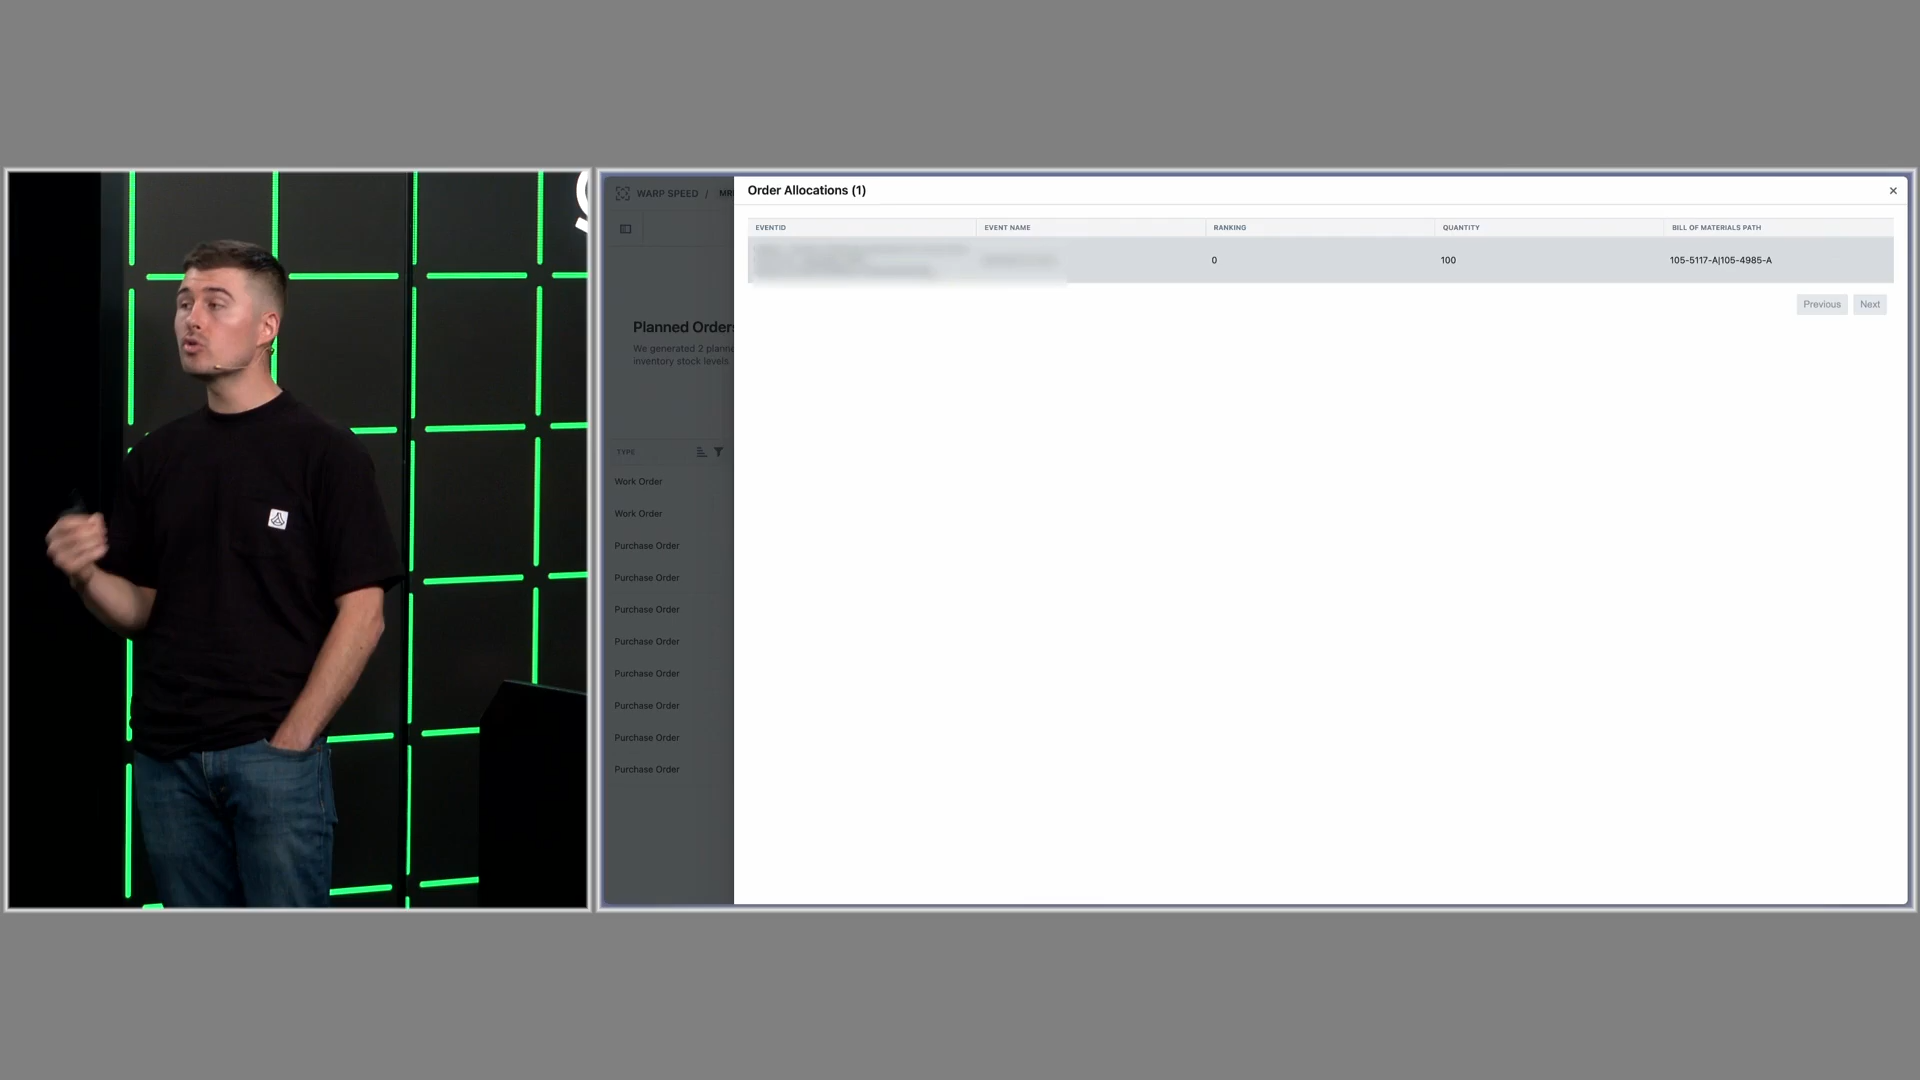 WARP SPEED /
Order Allocations (1)
EVENTID EVENT NAME RANKING QUANTITY BILL OF MATERIALS PATH
0 100 105-5117-A|105-4985-A
Previous Next
Planned Orders
We generated 2
inventory stock levels.
TYPE
Work Order
Work Order
Purchase Order
Purchase Order
Purchase Order
Purchase Order
Purchase Order
Purchase Order
Purchase Order
Purchase Order